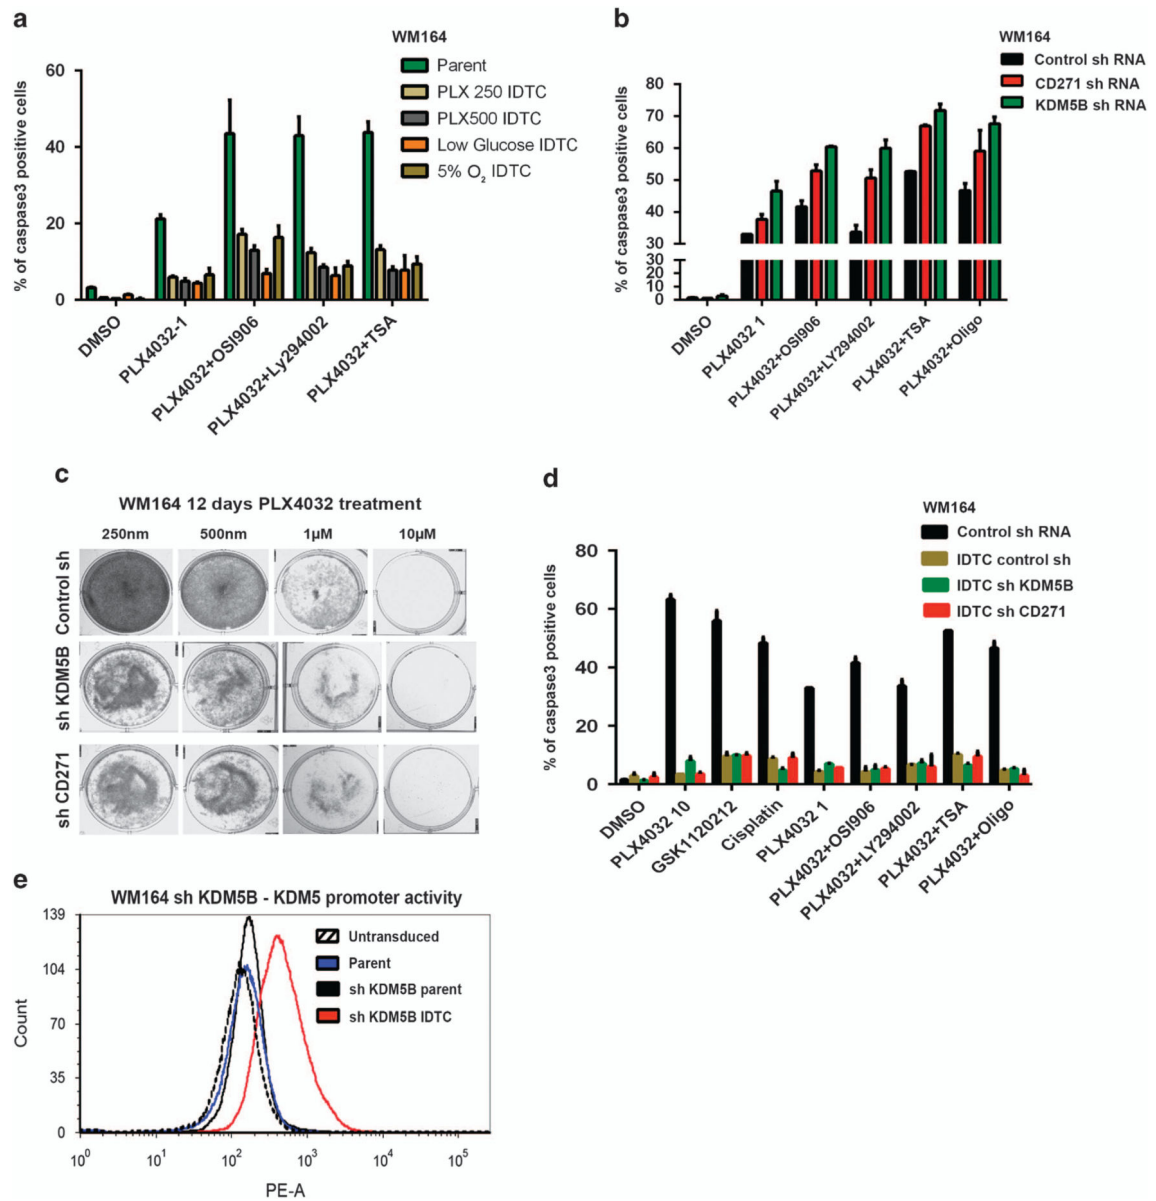 a
WM164
Parent
PLX 250 IDTC
PLX500 IDTC
Low Glucose IDTC
5% O2 IDTC
% of caspase3 positive cells
60
40
20
0
DMSO
PLX4032-1
PLX4032+OSI906
PLX4032+Ly294002
PLX4032+TSA
b
WM164
Control sh RNA
CD271 sh RNA
KDM5B sh RNA
% of caspase3 positive cells
80
70
60
50
40
30
30
20
10
0
DMSO
PLX4032 1
PLX4032+OSI906
PLX4032+LY294002
PLX4032+TSA
PLX4032+Oligo
c
WM164 12 days PLX4032 treatment
250nm 500nm 1µM 10µM
Control sh
sh KDM5B
sh CD271
d
WM164
Control sh RNA
IDTC control sh
IDTC sh KDM5B
IDTC sh CD271
% of caspase3 positive cells
80
60
40
20
0
DMSO
PLX4032 10
GSK1120212
Cisplatin
PLX4032 1
PLX4032+OSI906
PLX4032+LY294002
PLX4032+TSA
PLX4032+Oligo
e
WM164 sh KDM5B - KDM5 promoter activity
Untransduced
Parent
sh KDM5B parent
sh KDM5B IDTC
Count
139
104
70
35
0
10^0 10^1 10^2 10^3 10^4 10^5
PE-A